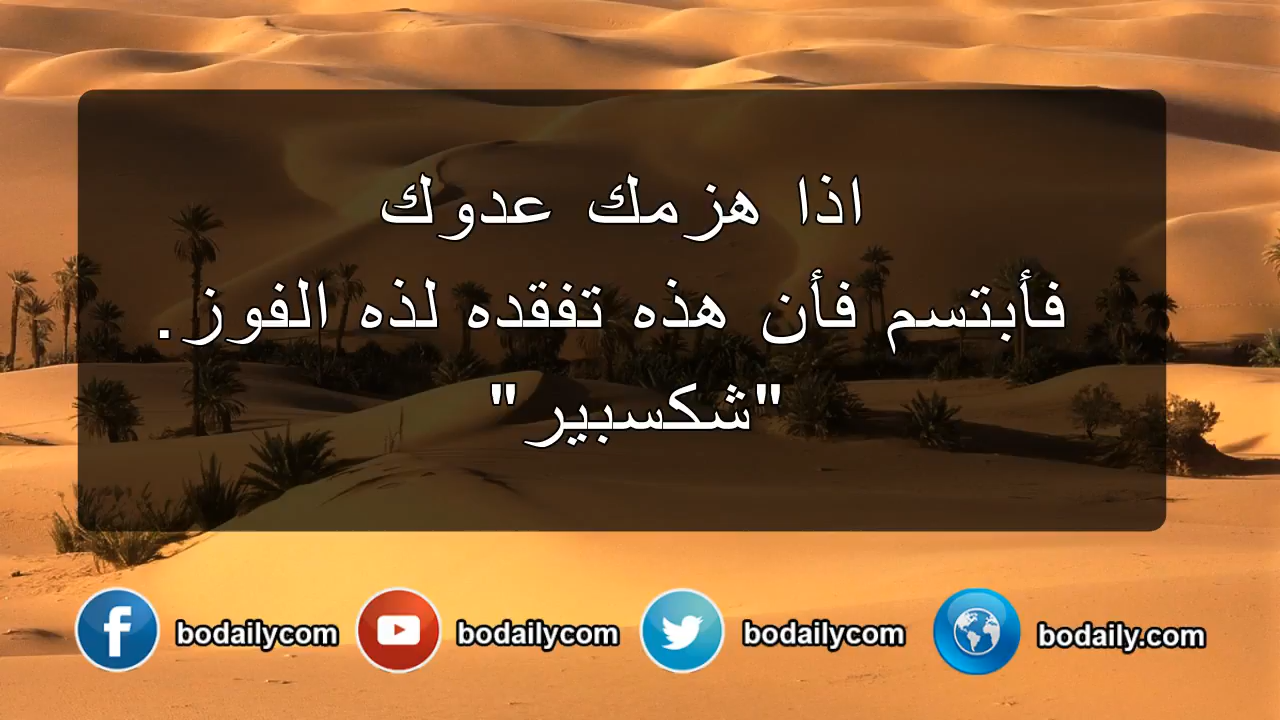 اذا هزمك عدوك
فأبتسم فأن هذه تفقده لذه الفوز.
"شكسبير "
bodailycom bodailycom bodailycom bodaily.com